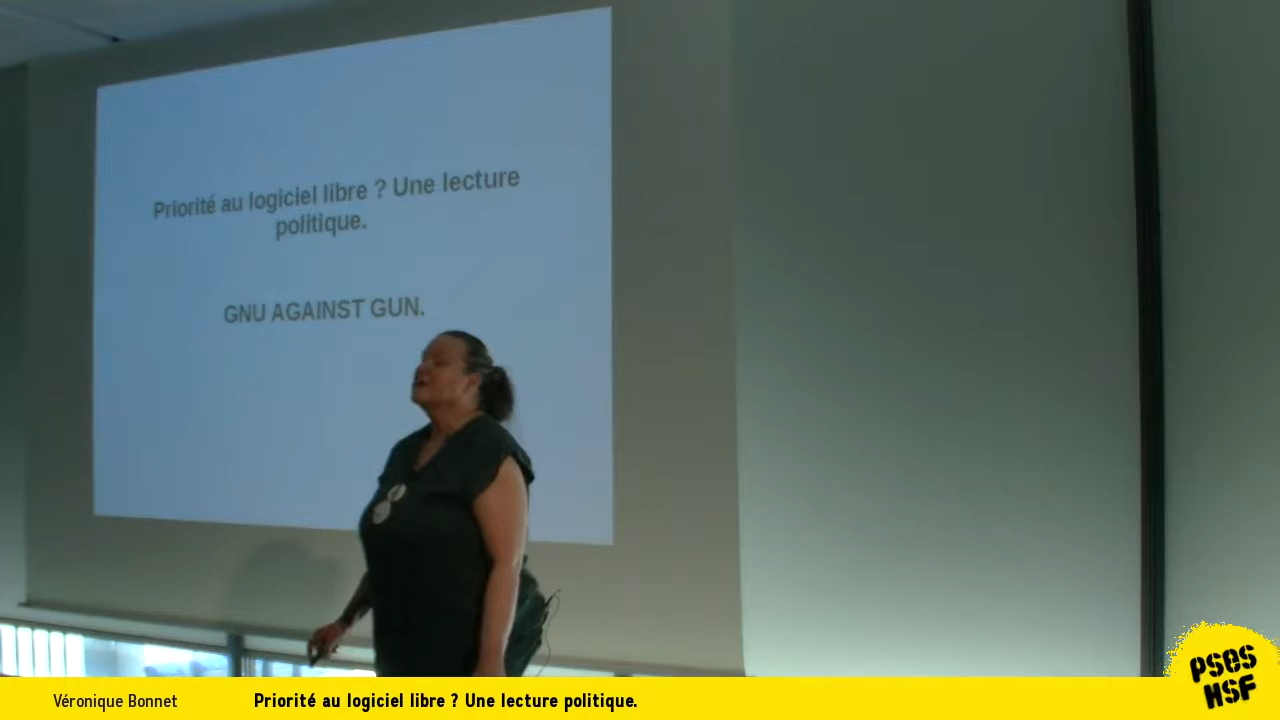 Priorité au logiciel libre ? Une lecture
politique.
GNU AGAINST GUN.
Véronique Bonnet
Priorité au logiciel libre ? Une lecture politique.
PSES
HSF